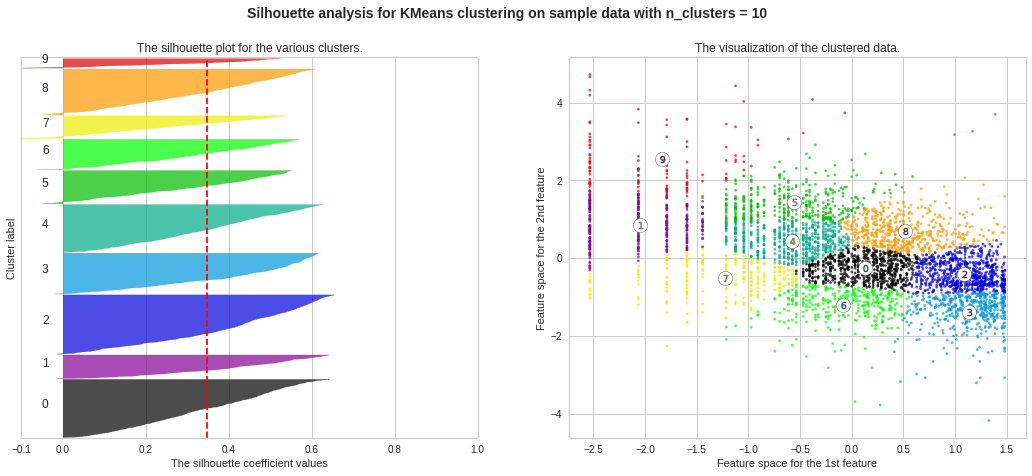 Silhouette analysis for KMeans clustering on sample data with n_clusters = 10
The silhouette plot for the various clusters.
Cluster label
9
8
7
6
5
4
3
2
1
0
−0.1 0.0 0.2 0.4 0.6 0.8 1.0
The silhouette coefficient values
The visualization of the clustered data.
Feature space for the 2nd feature
4
2
0
−2
−4
9
5
1
8
4
0
2
7
6
3
−2.5 −2.0 −1.5 −1.0 −0.5 0.0 0.5 1.0 1.5
Feature space for the 1st feature